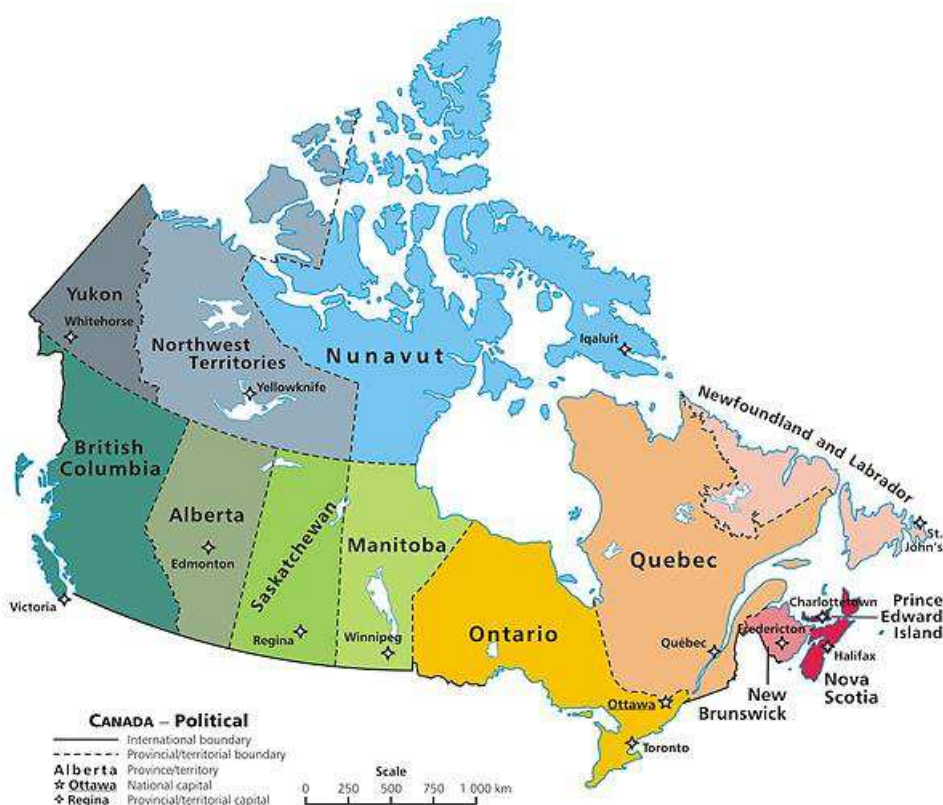 Yukon
Whitehorse
Northwest
Territories
Yellowknife
Nunavut
Iqaluit
British
Columbia
Victoria
Alberta
Edmonton
Saskatchewan
Regina
Manitoba
Winnipeg
Ontario
Ottawa
Toronto
Quebec
Québec
Newfoundland and Labrador
St.
John's
Charlottetown
Prince
Edward
Island
Fredericton
Halifax
Nova
Scotia
New
Brunswick
CANADA – Political
International boundary
Provincial/territorial boundary
Alberta Province/territory
Ottawa National capital
Regina Provincial/territorial capital
Scale
0 250 500 750 1 000 km